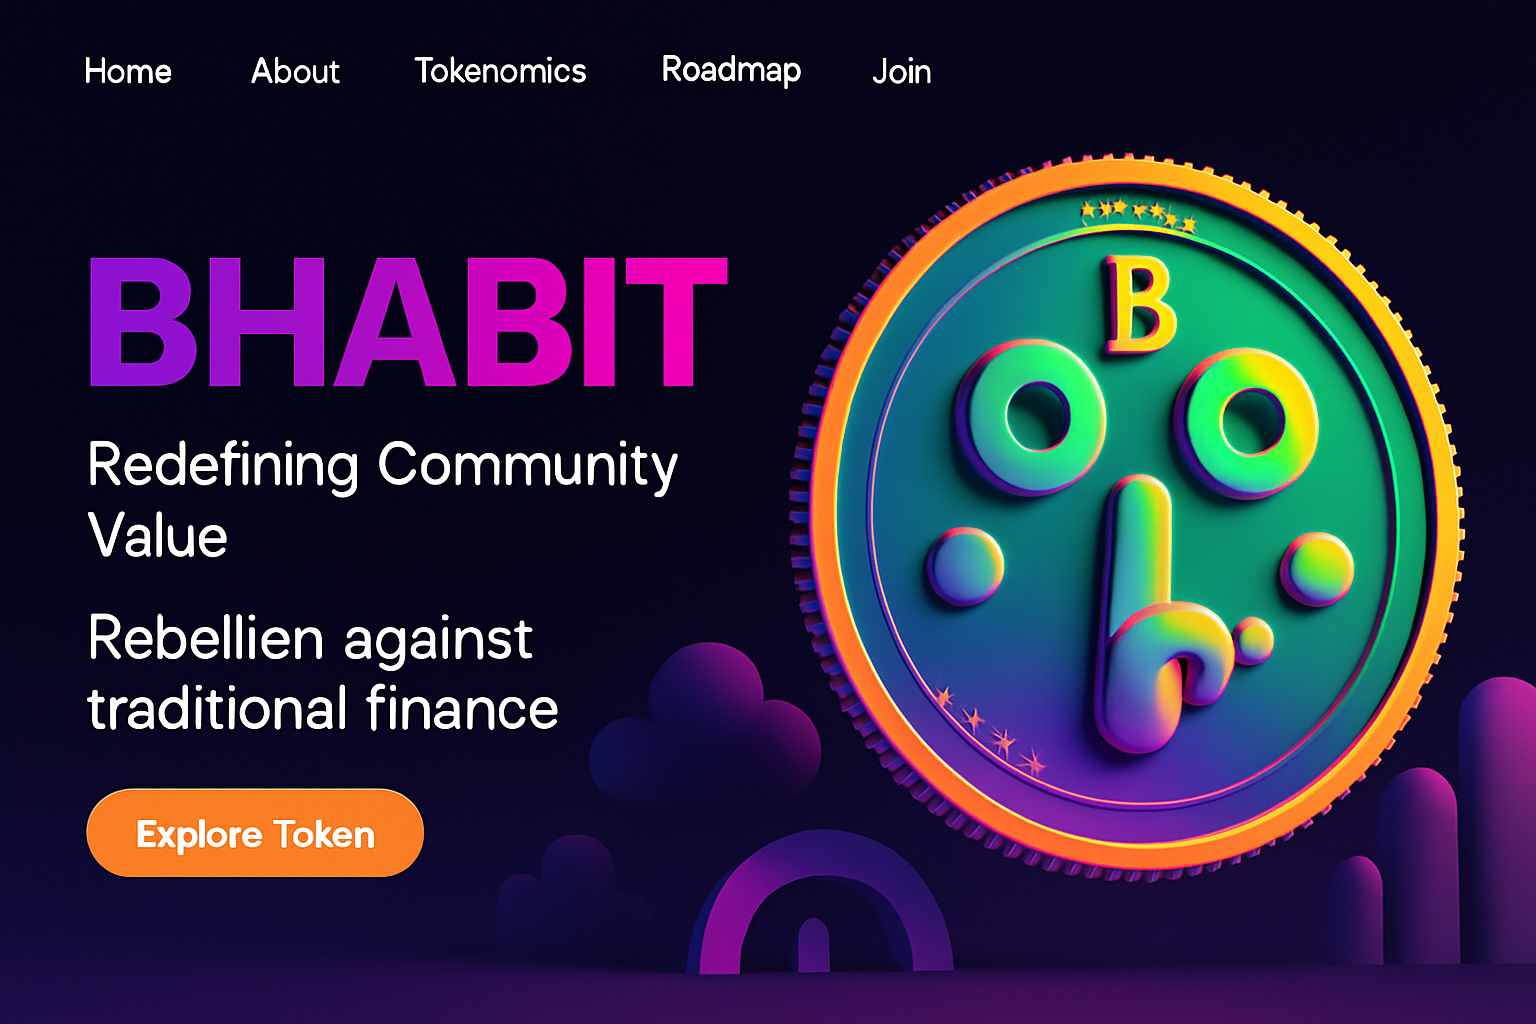 Home About Tokenomics Roadmap Join
BHABIT
Redefining Community
Value
Rebellien against
traditional finance
Explore Token
B